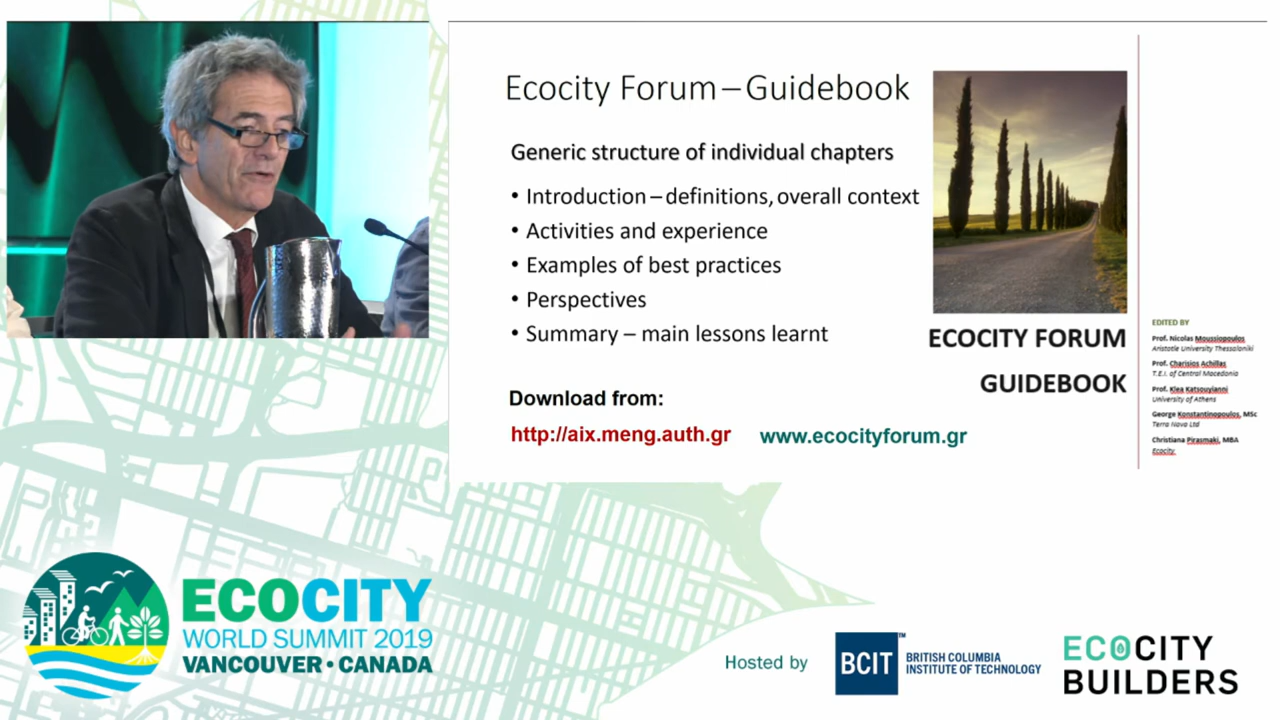 Ecocity Forum – Guidebook
Generic structure of individual chapters
• Introduction – definitions, overall context
• Activities and experience
• Examples of best practices
• Perspectives
• Summary – main lessons learnt
Download from:
http://aix.meng.auth.gr www.ecocityforum.gr
ECOCITY FORUM
GUIDEBOOK
EDITED BY
Prof. Nicolas Moussiopoulos
Aristotle University Thessaloniki
Prof. Charisios Achillas
T.E.I. of Central Macedonia
Prof. Klea Katsouyianni
University of Athens
George Konstantinopoulos, MSc
Terra Nova Ltd
Christiana Pirasmaki, MBA
Ecocity
ECOCITY
WORLD SUMMIT 2019
VANCOUVER • CANADA
Hosted by
BCIT™
BRITISH COLUMBIA
INSTITUTE OF TECHNOLOGY
ECOCITY
BUILDERS